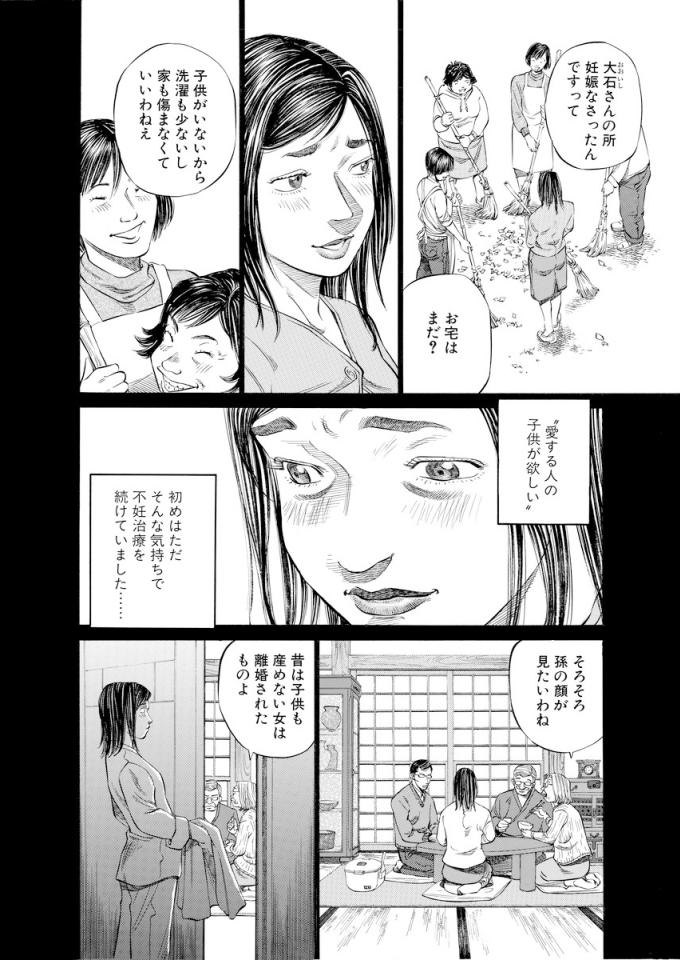 大石さんの所
おおいし
妊娠なさったん
ですって
お宅は
まだ?
子供がいないから
洗濯も少ないし
家も傷まなくて
いいわねえ
〝愛する人の
子供が欲しい〟
初めはただ
そんな気持ちで
不妊治療を
続けていました……
そろそろ
孫の顔が
見たいわね
昔は子供も
産めない女は
離婚された
ものよ